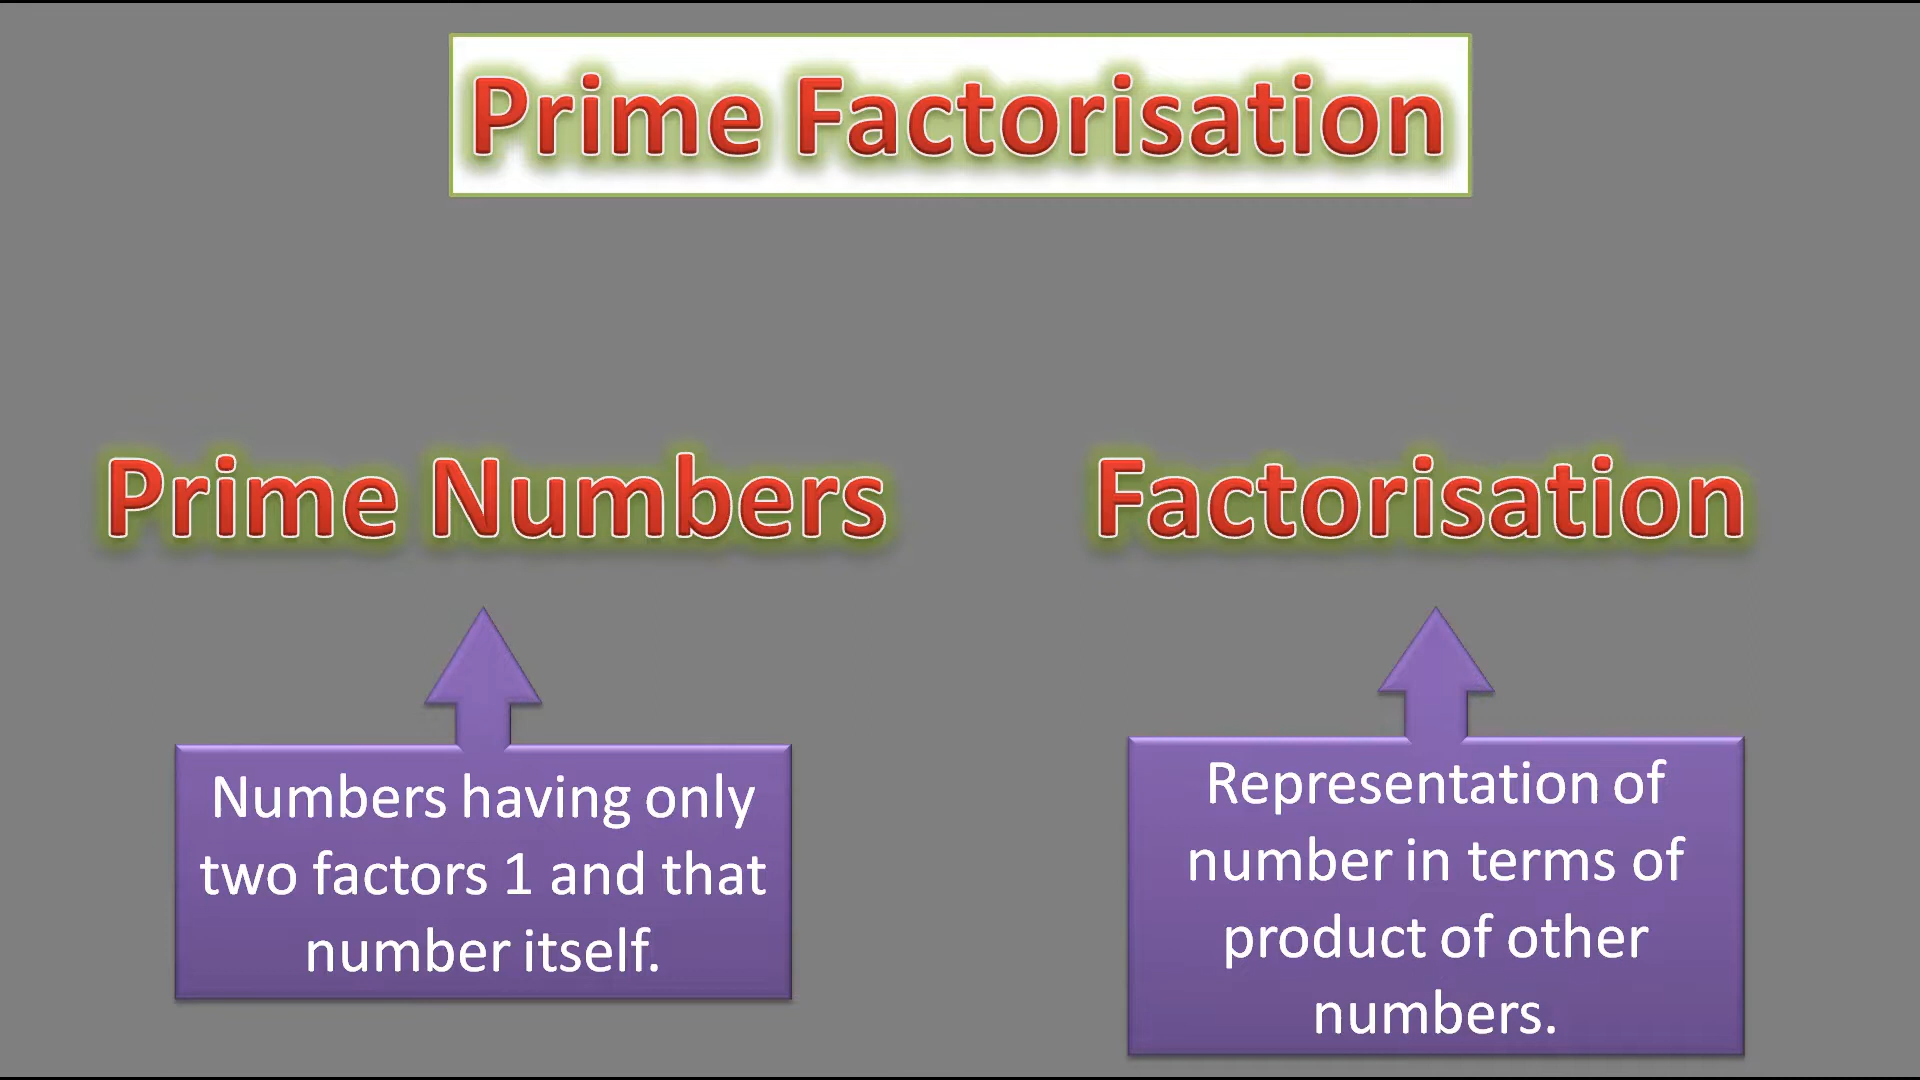 Prime Factorisation
Prime Numbers
Factorisation
Numbers having only
two factors 1 and that
number itself.
Representation of
number in terms of
product of other
numbers.